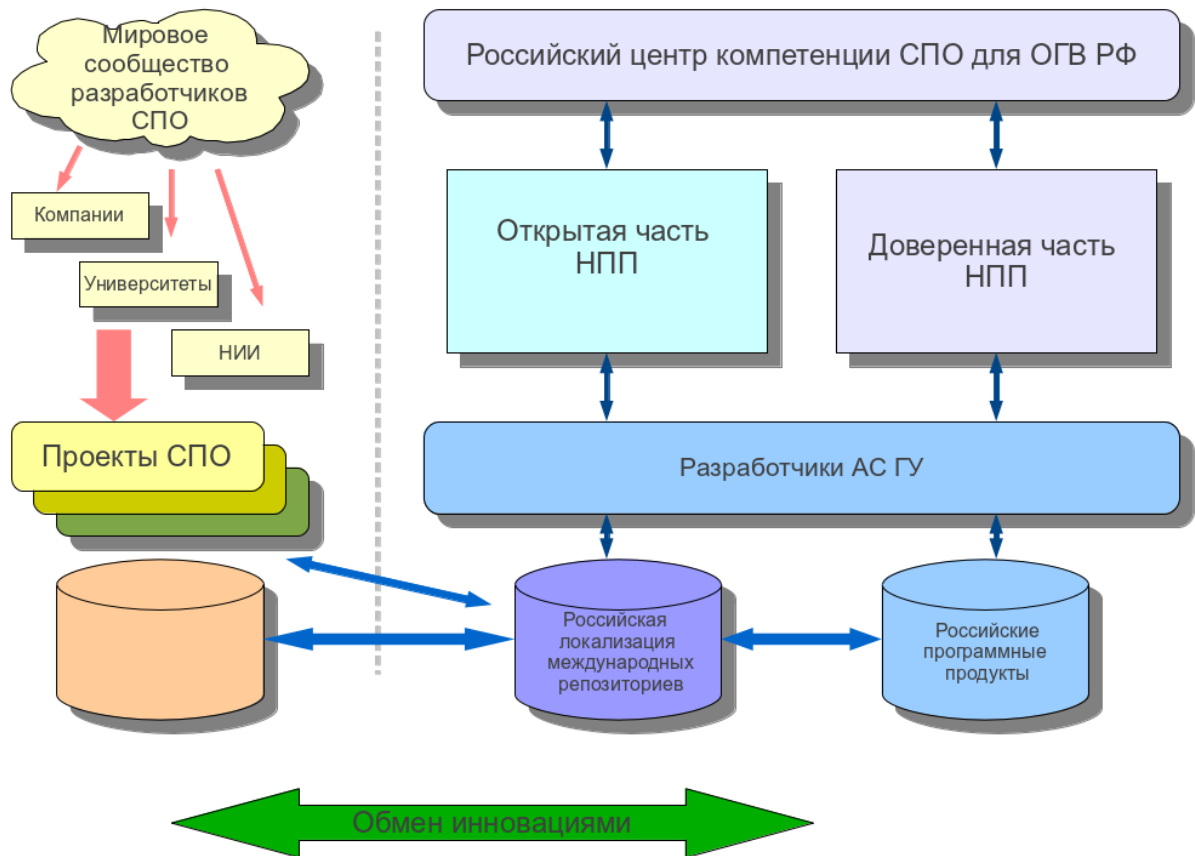 Мировое
сообщество
разработчиков
СПО
Компании
Университеты
НИИ
Проекты СПО
Российский центр компетенции СПО для ОГВ РФ
Открытая часть
НПП
Доверенная часть
НПП
Разработчики АС ГУ
Российская
локализация
международных
репозиториев
Российские
программные
продукты
Обмен инновациями